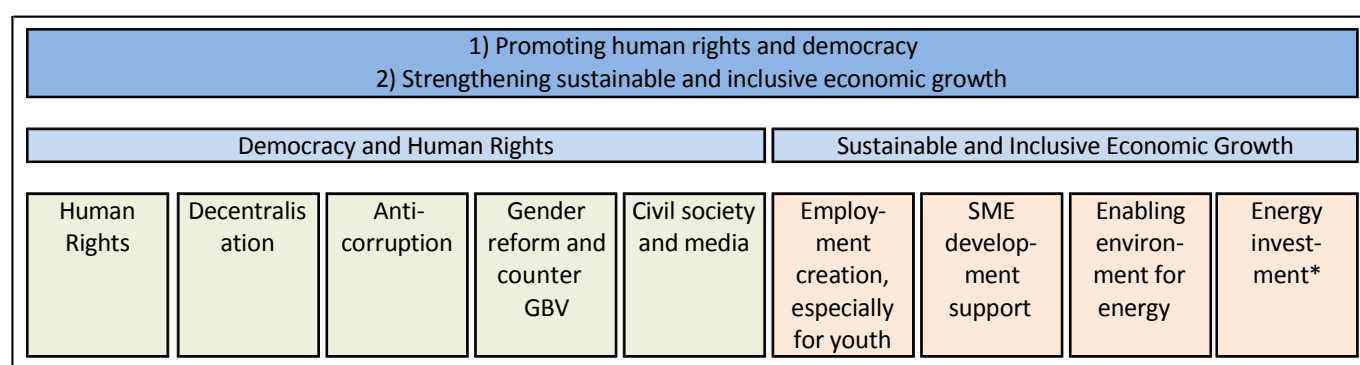 1) Promoting human rights and democracy
2) Strengthening sustainable and inclusive economic growth
Democracy and Human Rights
Sustainable and Inclusive Economic Growth
Human
Rights
Decentralis
ation
Anti-
corruption
Gender
reform and
counter
GBV
Civil society
and media
Employ-
ment
creation,
especially
for youth
SME
develop-
ment
support
Enabling
environ-
ment for
energy
Energy
invest-
ment*